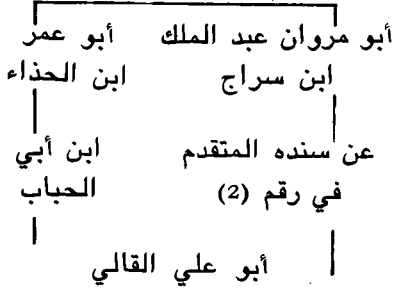 أبو مروان عبد الملك أبو عمر
ابن سراج ابن الحذاء
عن سنده المتقدم ابن أبي
في رقم (2) الحباب
أبو علي القالي